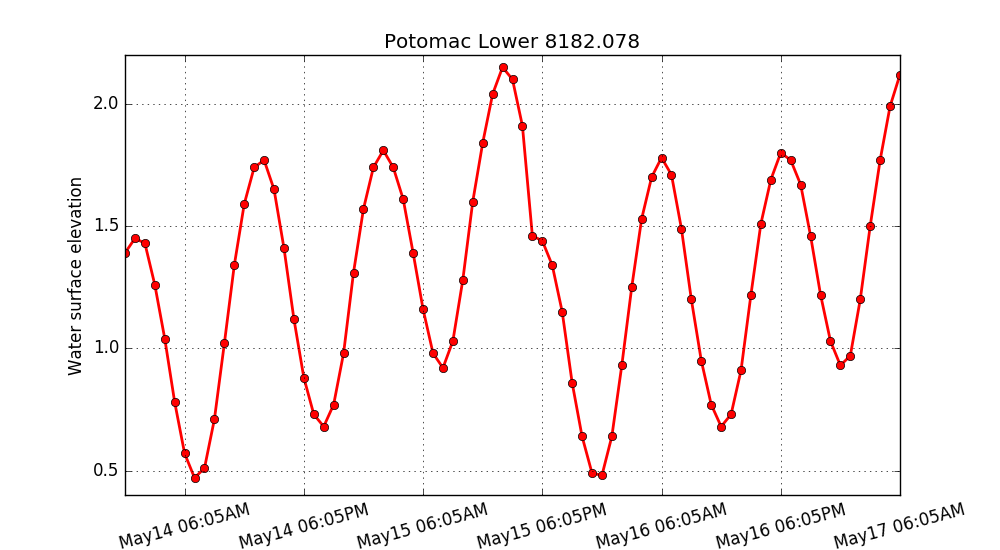 Potomac Lower 8182.078
Water surface elevation
2.0
1.5
1.0
0.5
May14 06:05AM
May14 06:05PM
May15 06:05AM
May15 06:05PM
May16 06:05AM
May16 06:05PM
May17 06:05AM